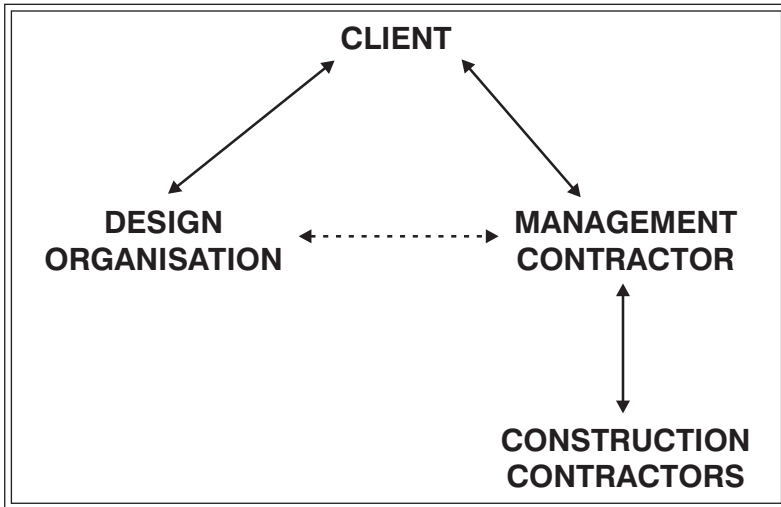 CLIENT
DESIGN
ORGANISATION
MANAGEMENT
CONTRACTOR
CONSTRUCTION
CONTRACTORS